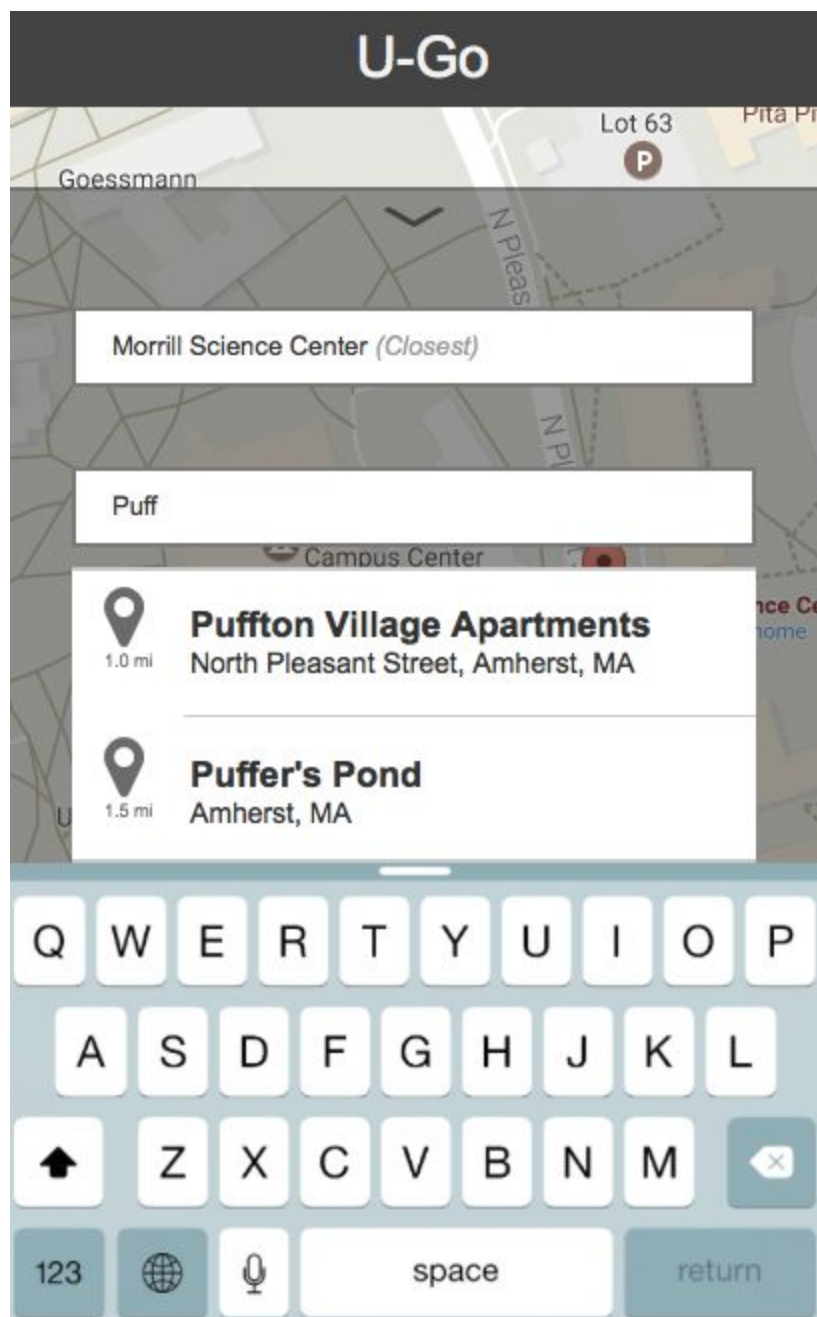 U-Go
Lot 63
Pita
Goessmann
N Pleas
Morrill Science Center (Closest)
N Pl
Puff
Campus Center
Puffton Village Apartments
1.0 mi
North Pleasant Street, Amherst, MA
Puffer's Pond
U
1.5 mi
Amherst, MA
Q W E R T Y U I O P
A S D F G H J K L
Z X C V B N M
123
space
return